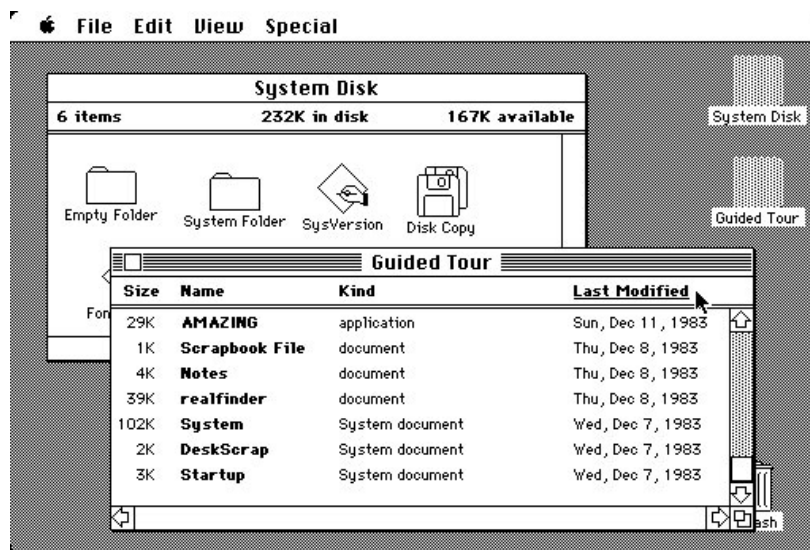 File Edit View Special
System Disk
6 items 232K in disk 167K available
System Disk
Empty Folder System Folder SysVersion Disk Copy
Guided Tour
Guided Tour
Size Name Kind Last Modified
Fon
29K AMAZING application Sun, Dec 11, 1983
1K Scrapbook File document Thu, Dec 8, 1983
4K Notes document Thu, Dec 8, 1983
39K realfinder document Thu, Dec 8, 1983
102K System System document Wed, Dec 7, 1983
2K DeskScrap System document Wed, Dec 7, 1983
3K Startup System document Wed, Dec 7, 1983
ash